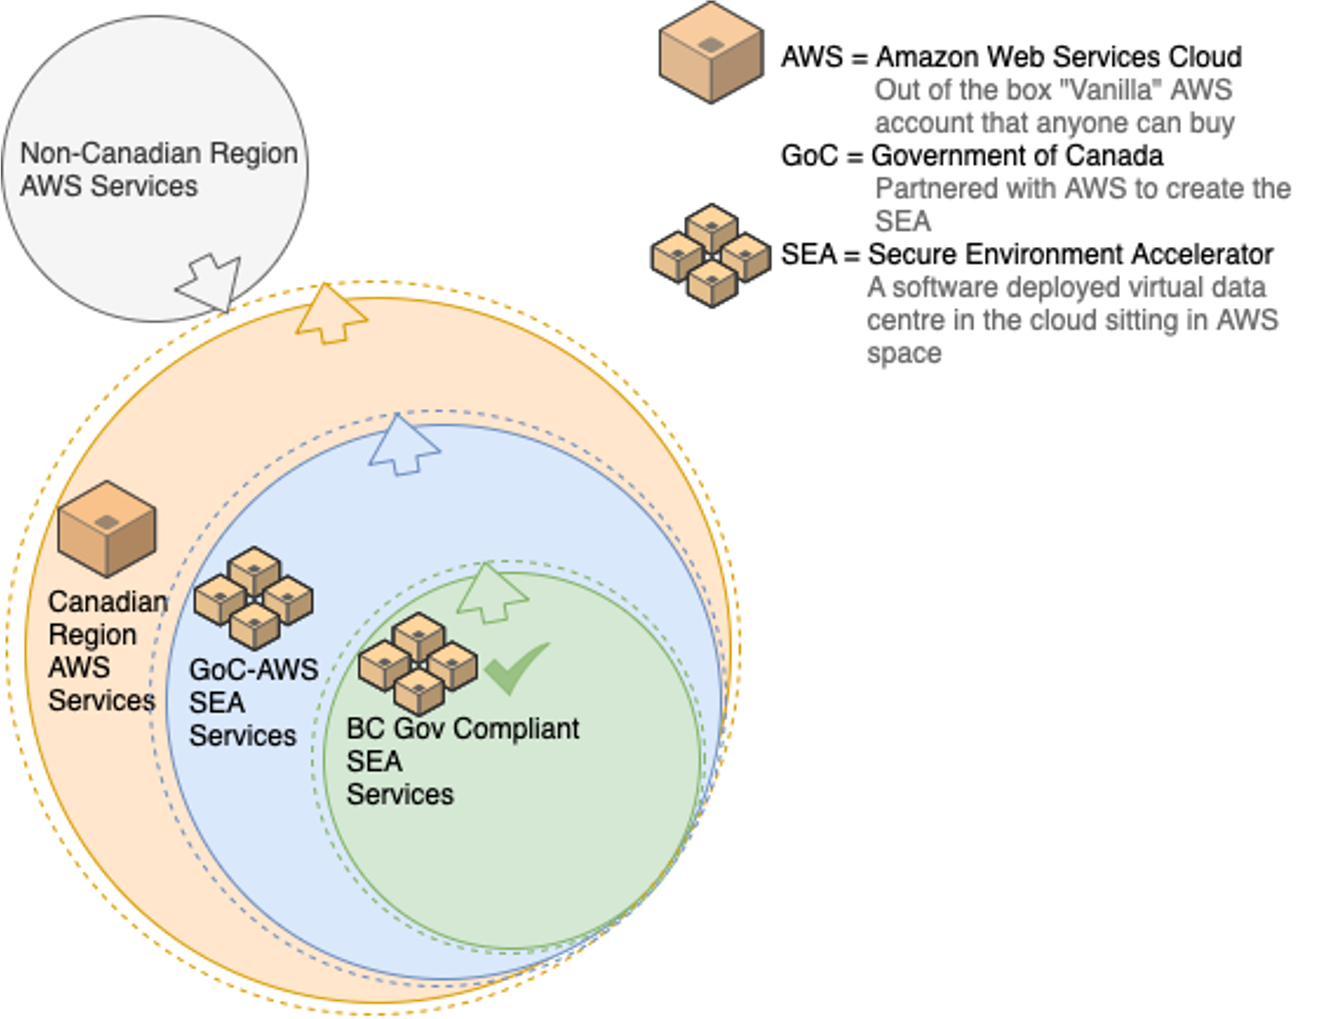 Non-Canadian Region
AWS Services
AWS = Amazon Web Services Cloud
Out of the box "Vanilla" AWS
account that anyone can buy
GoC = Government of Canada
Partnered with AWS to create the
SEA
SEA = Secure Environment Accelerator
A software deployed virtual data
centre in the cloud sitting in AWS
space
Canadian
Region
AWS
Services
GoC-AWS
SEA
Services
BC Gov Compliant
SEA
Services